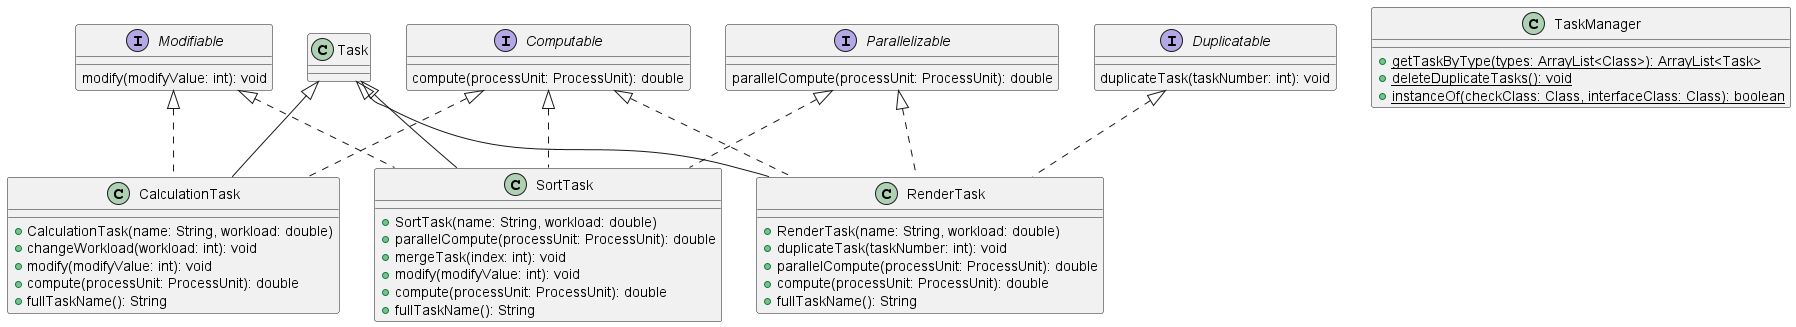 I Modifiable
modify(modifyValue: int): void
C Task
I Computable
compute(processUnit: ProcessUnit): double
I Parallelizable
parallelCompute(processUnit: ProcessUnit): double
I Duplicatable
duplicateTask(taskNumber: int): void
C TaskManager
getTaskByType(types: ArrayList<Class>): ArrayList<Task>
deleteDuplicateTasks(): void
instanceOf(checkClass: Class, interfaceClass: Class): boolean
C CalculationTask
CalculationTask(name: String, workload: double)
changeWorkload(workload: int): void
modify(modifyValue: int): void
compute(processUnit: ProcessUnit): double
fullTaskName(): String
C SortTask
SortTask(name: String, workload: double)
parallelCompute(processUnit: ProcessUnit): double
mergeTask(index: int): void
modify(modifyValue: int): void
compute(processUnit: ProcessUnit): double
fullTaskName(): String
C RenderTask
RenderTask(name: String, workload: double)
duplicateTask(taskNumber: int): void
parallelCompute(processUnit: ProcessUnit): double
compute(processUnit: ProcessUnit): double
fullTaskName(): String